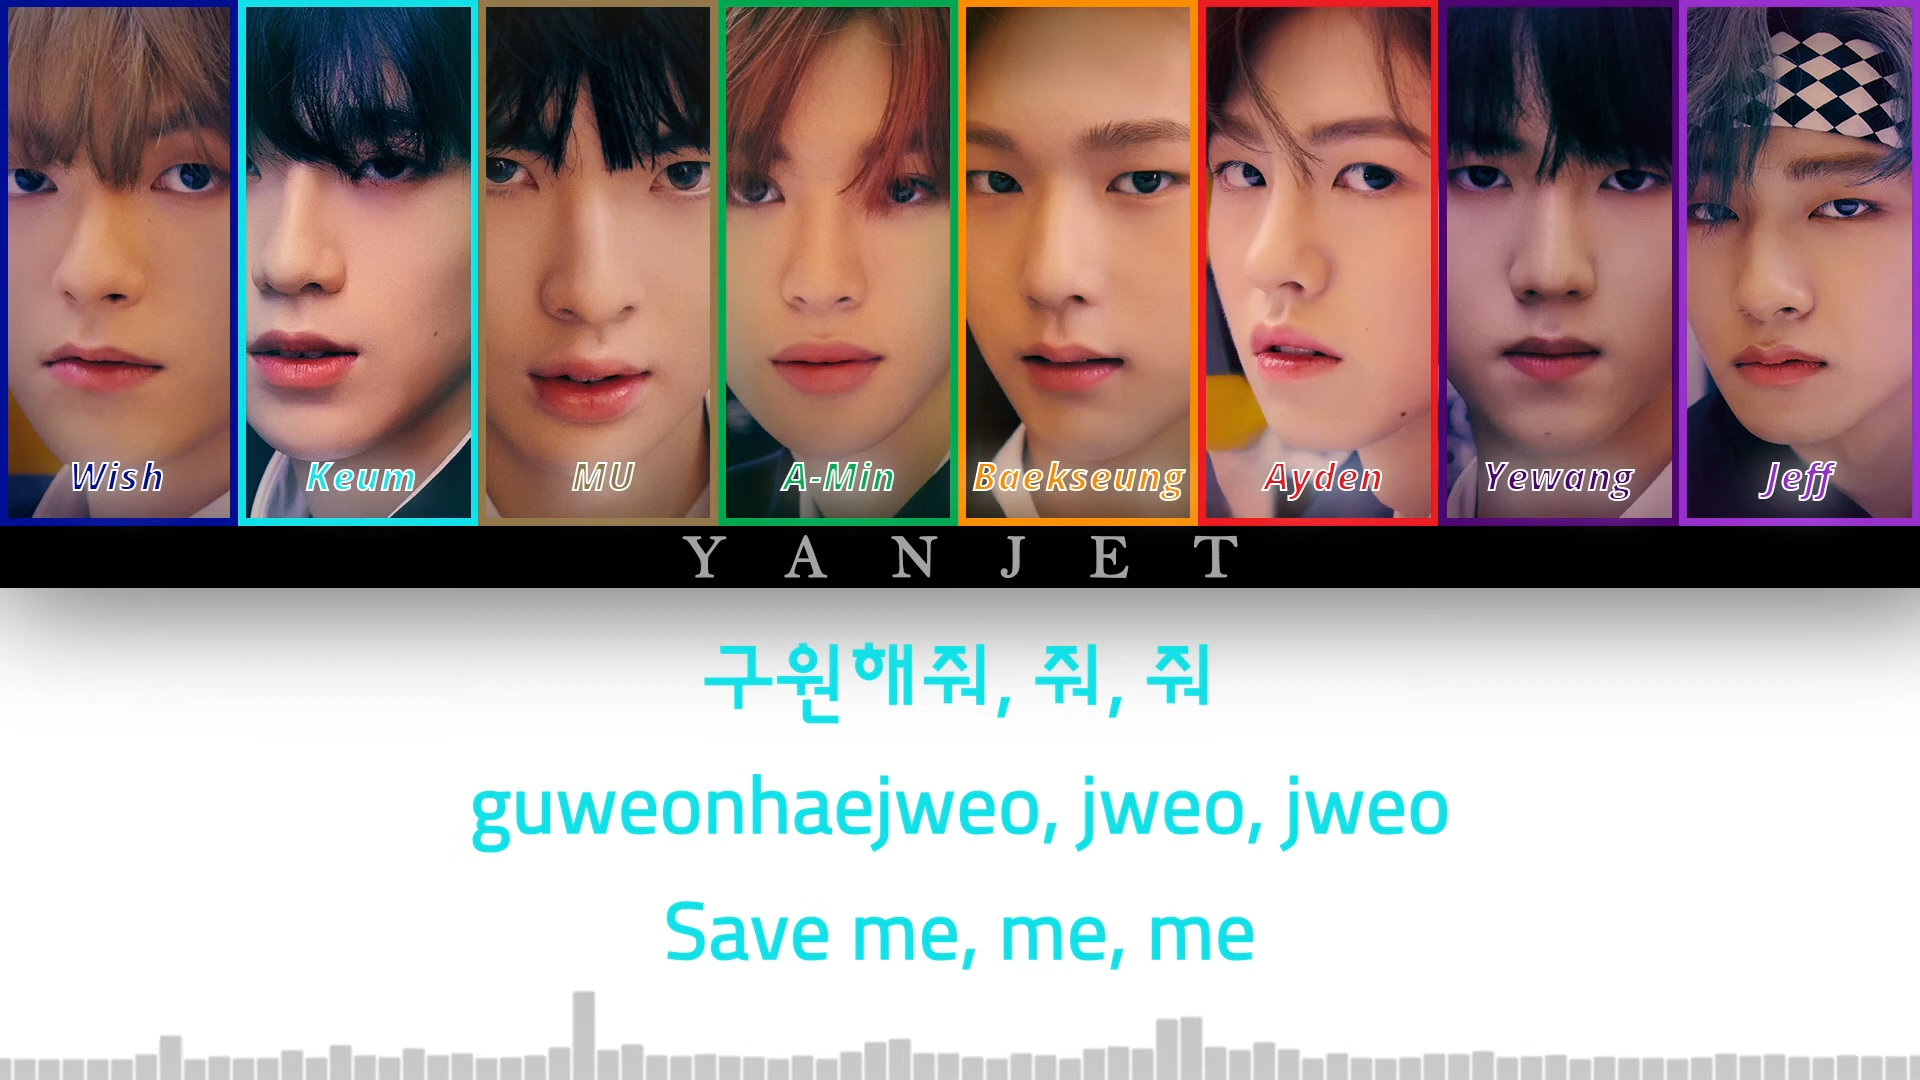 Wish Keum MU A-Min Baekseung Ayden Yewang Jeff
YANJET
구원해줘, 줘, 줘
guweonhaejweo, jweo, jweo
Save me, me, me